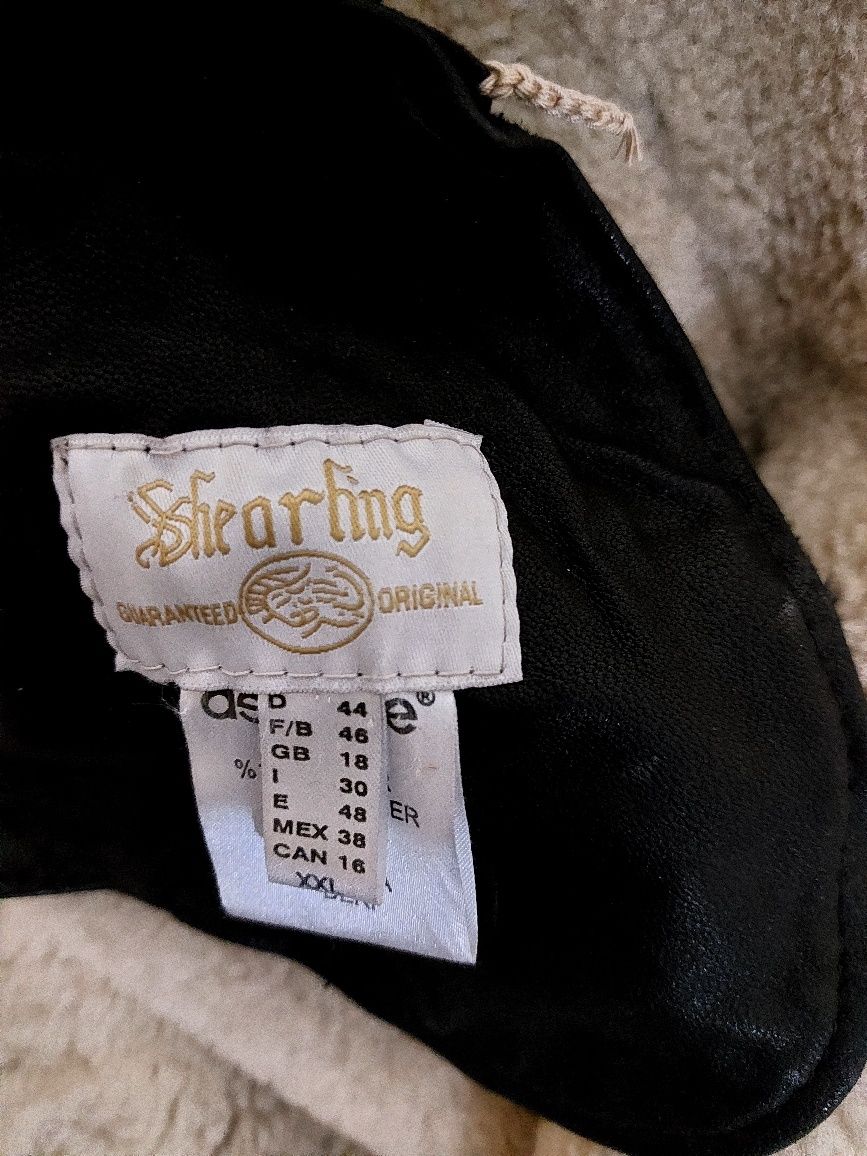 Shearling
GUARANTEED ORIGINAL
D 44
F/B 46
GB 18
I 30
E 48
MEX 38
CAN 16
XXL